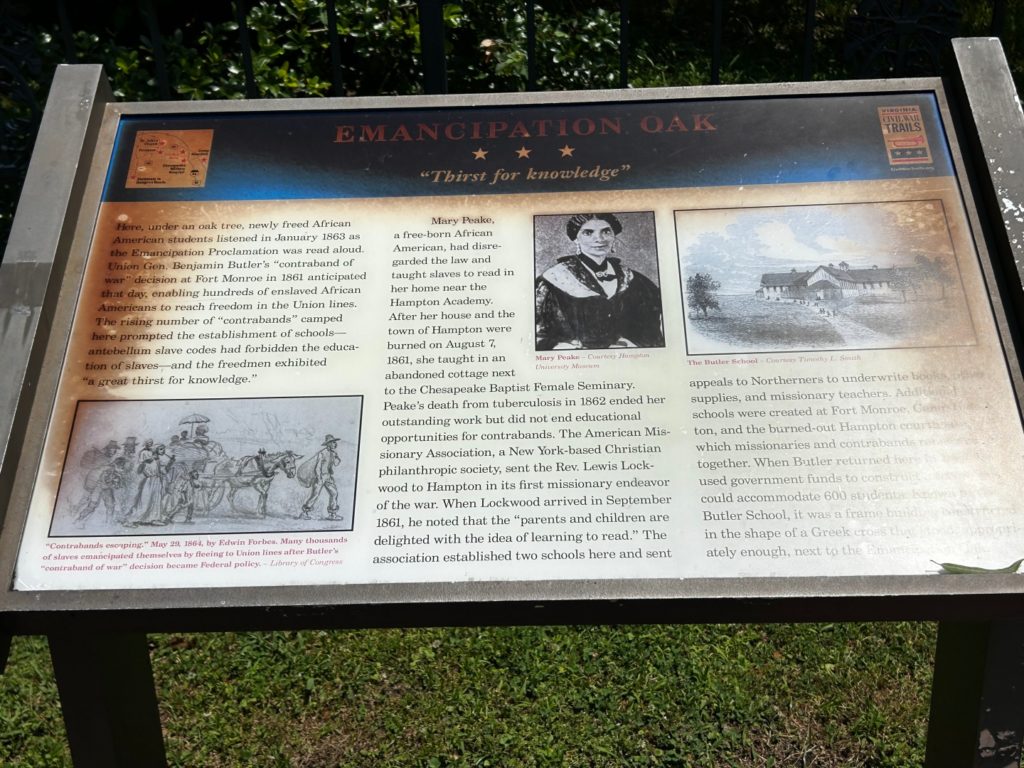 EMANCIPATION OAK
"Thirst for knowledge"
VIRGINIA
CIVIL WAR
TRAILS
Here, under an oak tree, newly freed African
American students listened in January 1863 as
the Emancipation Proclamation was read aloud.
Union Gen. Benjamin Butler's "contraband of
war" decision at Fort Monroe in 1861 anticipated
that day, enabling hundreds of enslaved African
Americans to reach freedom in the Union lines.
The rising number of "contrabands" camped
here prompted the establishment of schools—
antebellum slave codes had forbidden the educa-
tion of slaves—and the freedmen exhibited
"a great thirst for knowledge."
"Contrabands escaping." May 29, 1864, by Edwin Forbes. Many thousands
of slaves emancipated themselves by fleeing to Union lines after Butler's
"contraband of war" decision became Federal policy. – Library of Congress
Mary Peake,
a free-born African
American, had disre-
garded the law and
taught slaves to read in
her home near the
Hampton Academy.
After her house and the
town of Hampton were
burned on August 7,
1861, she taught in an
abandoned cottage next
to the Chesapeake Baptist Female Seminary.
Peake's death from tuberculosis in 1862 ended her
outstanding work but did not end educational
opportunities for contrabands. The American Mis-
sionary Association, a New York-based Christian
philanthropic society, sent the Rev. Lewis Lock-
wood to Hampton in its first missionary endeavor
of the war. When Lockwood arrived in September
1861, he noted that the "parents and children are
delighted with the idea of learning to read." The
association established two schools here and sent
Mary Peake – Courtesy Hampton
University Museum
The Butler School – Courtesy Timothy L. Smith
appeals to Northerners to underwrite books,
supplies, and missionary teachers.
schools were created at Fort Monroe,
ton, and the burned-out Hampton
which missionaries and contrabands
together. When Butler returned here
used government funds to construct
could accommodate 600 students.
Butler School, it was a frame building
in the shape of a Greek cross
ately enough, next to the